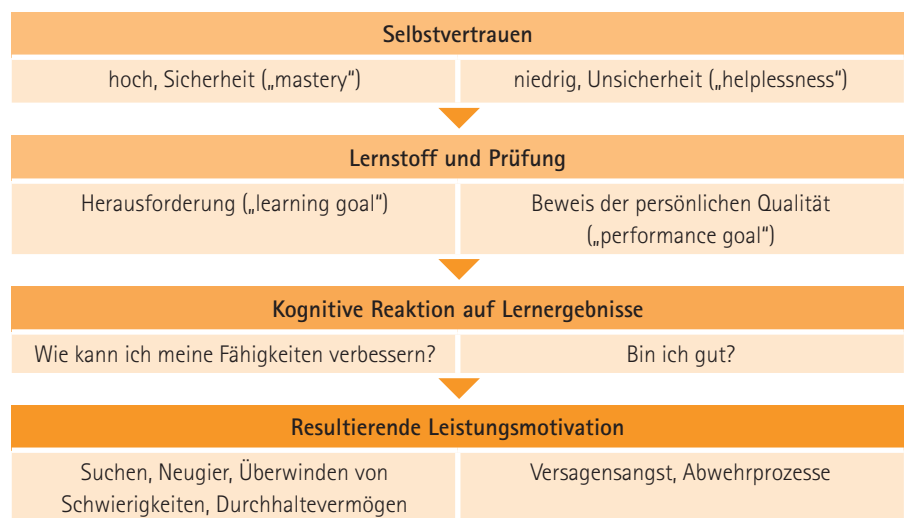 Selbstvertrauen
hoch, Sicherheit („mastery“)
niedrig, Unsicherheit („helplessness“)
Lernstoff und Prüfung
Herausforderung („learning goal“)
Beweis der persönlichen Qualität
(„performance goal“)
Kognitive Reaktion auf Lernergebnisse
Wie kann ich meine Fähigkeiten verbessern?
Bin ich gut?
Resultierende Leistungsmotivation
Suchen, Neugier, Überwinden von
Schwierigkeiten, Durchhaltevermögen
Versagensangst, Abwehrprozesse